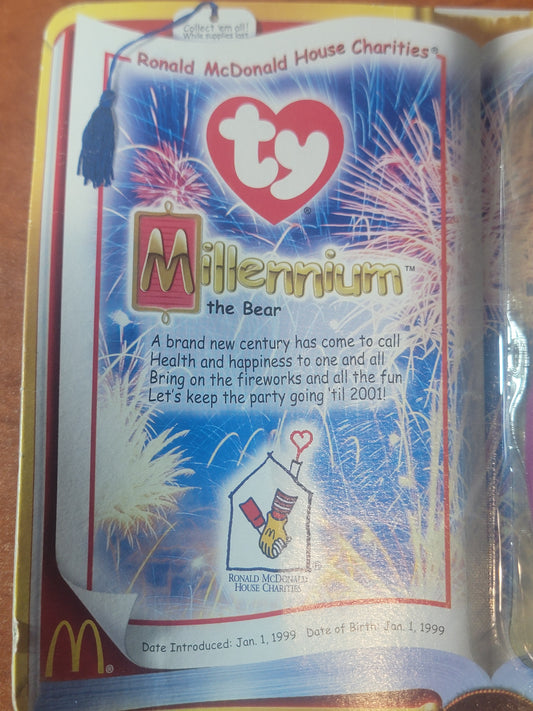 Collect 'em all!
While supplies last.
Ronald McDonald House Charities®
ty
®
Millennium™
the Bear
A brand new century has come to call
Health and happiness to one and all
Bring on the fireworks and all the fun
Let's keep the party going 'til 2001!
RONALD MCDONALD
HOUSE CHARITIES®
Date Introduced: Jan. 1, 1999 Date of Birth: Jan. 1, 1999
M®